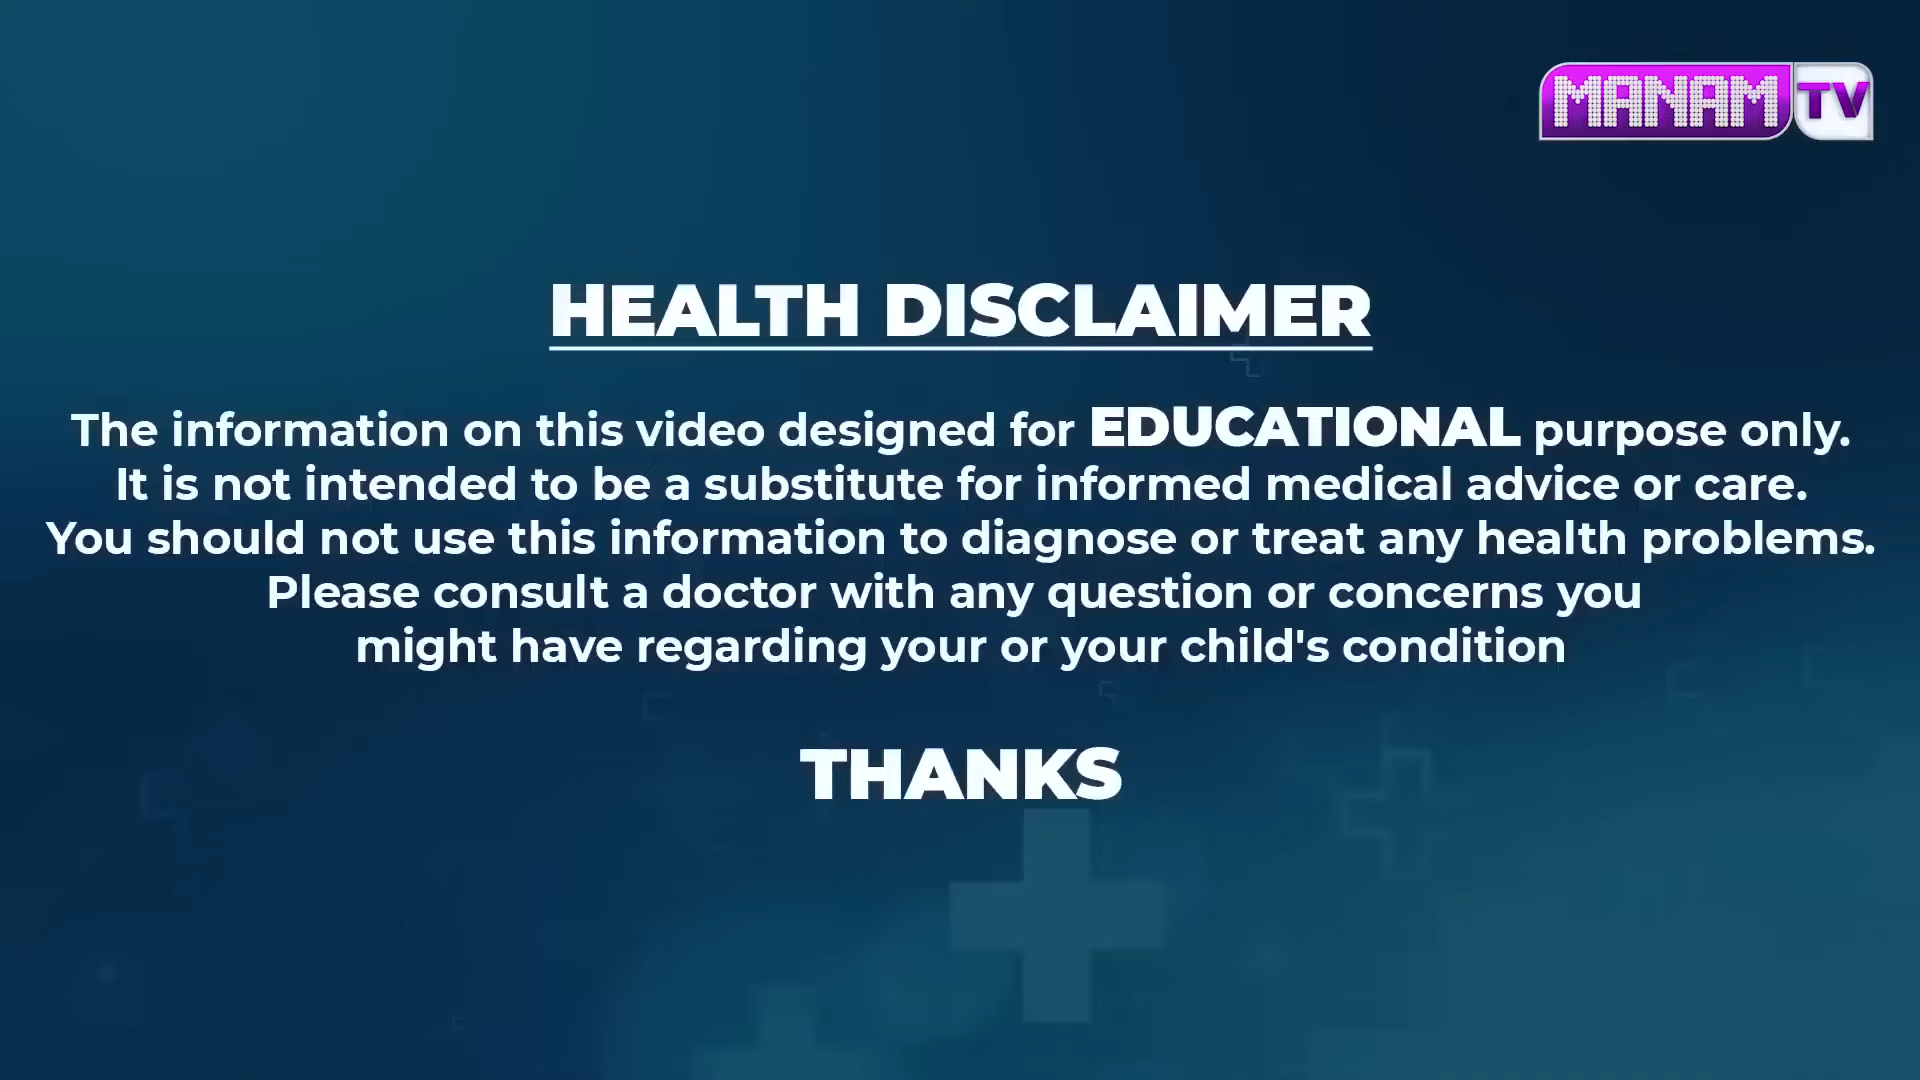 MANAM TV
HEALTH DISCLAIMER
The information on this video designed for EDUCATIONAL purpose only.
It is not intended to be a substitute for informed medical advice or care.
You should not use this information to diagnose or treat any health problems.
Please consult a doctor with any question or concerns you
might have regarding your or your child's condition
THANKS